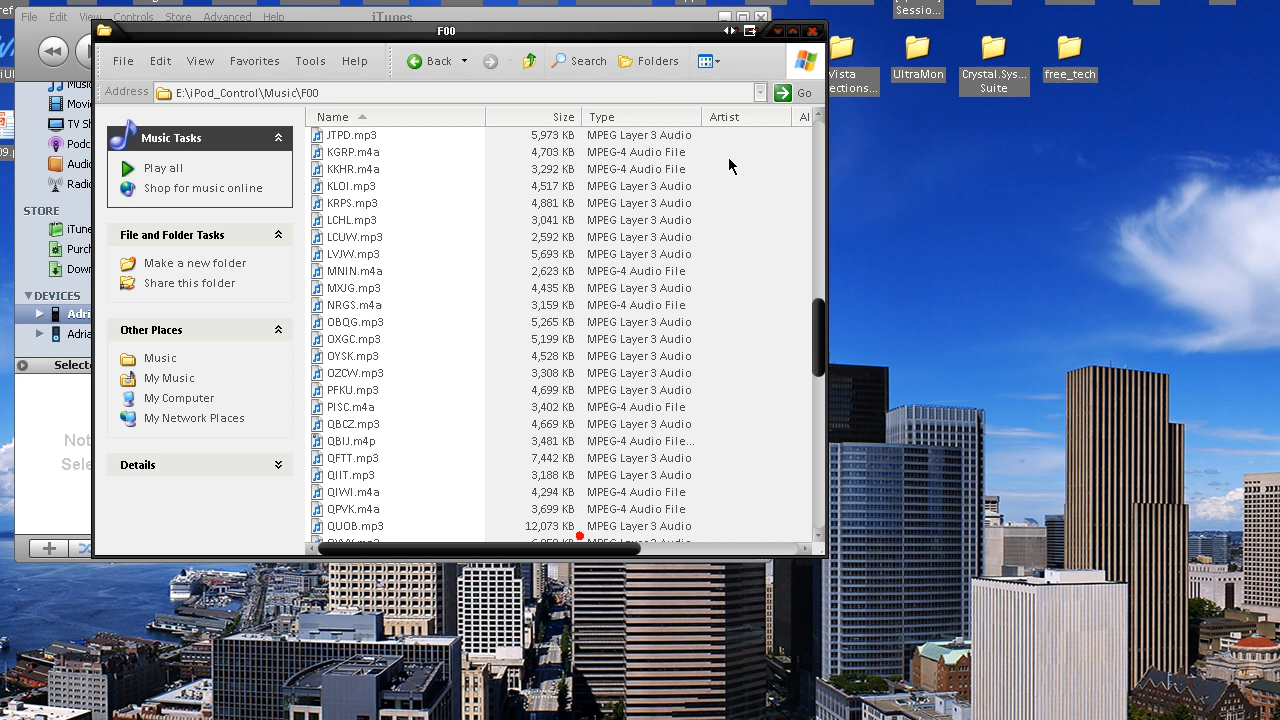 File Edit View Controls Store Advanced Help
iTunes
Sessio...
F00
Edit View Favorites Tools Help
Back Search Folders
Address E:\iPod_Control\Music\F00 Go
Vista
UltraMon
Crystal.Sys...
Suite
free_tech
Music Tasks
Play all
Shop for music online
File and Folder Tasks
Make a new folder
Share this folder
Other Places
Music
My Music
My Computer
My Network Places
Details
Name Size Type Artist Al
JTPD.mp3 5,973 KB MPEG Layer 3 Audio
KGRP.m4a 4,703 KB MPEG-4 Audio File
KKHR.m4a 3,292 KB MPEG-4 Audio File
KLOI.mp3 4,517 KB MPEG Layer 3 Audio
KRPS.mp3 4,881 KB MPEG Layer 3 Audio
LCHL.mp3 3,041 KB MPEG Layer 3 Audio
LCUW.mp3 2,592 KB MPEG Layer 3 Audio
LVJW.mp3 5,693 KB MPEG Layer 3 Audio
MNIN.m4a 2,623 KB MPEG-4 Audio File
MXJG.mp3 4,435 KB MPEG Layer 3 Audio
NRGS.m4a 3,159 KB MPEG-4 Audio File
OBQG.mp3 5,265 KB MPEG Layer 3 Audio
OXGC.mp3 5,199 KB MPEG Layer 3 Audio
OYSK.mp3 4,528 KB MPEG Layer 3 Audio
OZCW.mp3 3,308 KB MPEG Layer 3 Audio
PFKU.mp3 4,699 KB MPEG Layer 3 Audio
PISC.m4a 3,402 KB MPEG-4 Audio File
QBCZ.mp3 4,669 KB MPEG Layer 3 Audio
QBIJ.m4p 3,481 KB MPEG-4 Audio File...
QFTT.mp3 7,442 KB MPEG Layer 3 Audio
QIIT.mp3 3,168 KB MPEG Layer 3 Audio
QIWI.m4a 4,294 KB MPEG-4 Audio File
QPVK.m4a 3,699 KB MPEG-4 Audio File
QUOB.mp3 12,073 KB MPEG Layer 3 Audio
Movi
TV Sh
Podc
Audio
Radio
STORE
iTune
Purch
Down
DEVICES
Adri
Adria
Selecte
Not
Sele